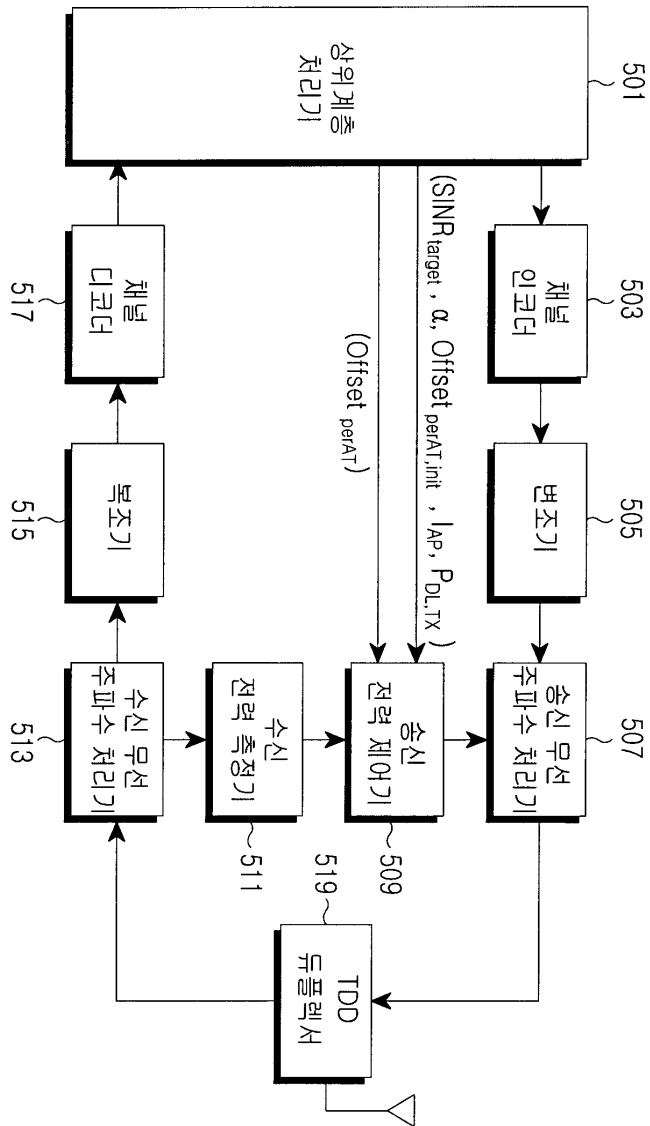 501
상위계층
처리기
503
채널
인코더
505
변조기
507
송신 무선
주파수 처리기
(SINR_target , α, Offset_perAT,init , I_AP, P_DL,TX)
(Offset_perAT)
송신
전력 제어기
509
수신
전력 측정기
511
519
TDD
듀플렉서
채널
디코더
517
복조기
515
수신 무선
주파수 처리기
513